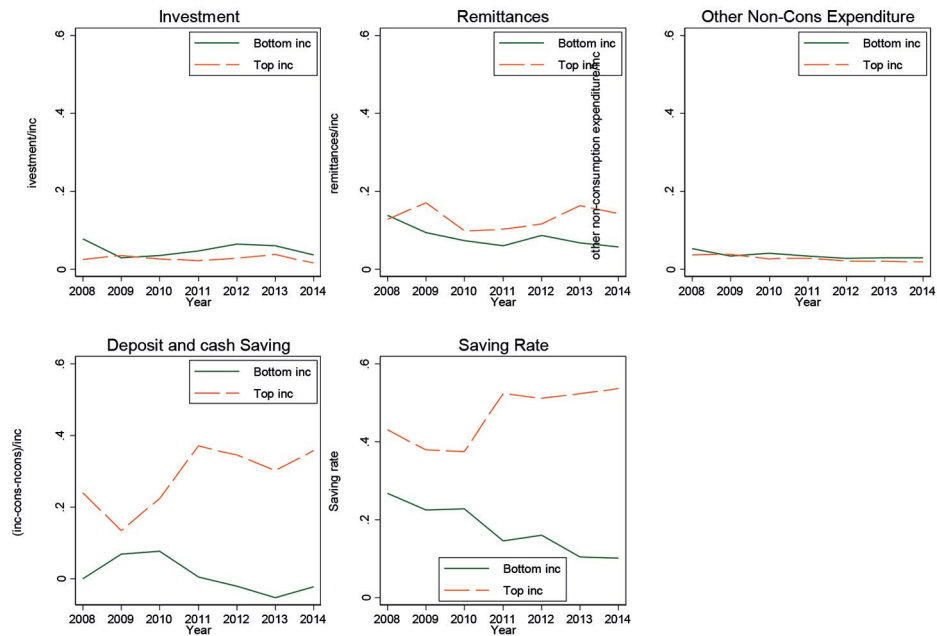 Investment
ivestment/inc
.6
.4
.2
0
Bottom inc
Top inc
2008 2009 2010 2011 2012 2013 2014
Year
Remittances
remittances/inc
.6
.4
.2
0
Bottom inc
Top inc
2008 2009 2010 2011 2012 2013 2014
Year
Other Non-Cons Expenditure
other non-consumption expenditure/inc
.6
.4
.2
0
Bottom inc
Top inc
2008 2009 2010 2011 2012 2013 2014
Year
Deposit and cash Saving
(inc-cons-ncons)/inc
.6
.4
.2
0
Bottom inc
Top inc
2008 2009 2010 2011 2012 2013 2014
Year
Saving Rate
Saving rate
.6
.4
.2
0
Bottom inc
Top inc
2008 2009 2010 2011 2012 2013 2014
Year